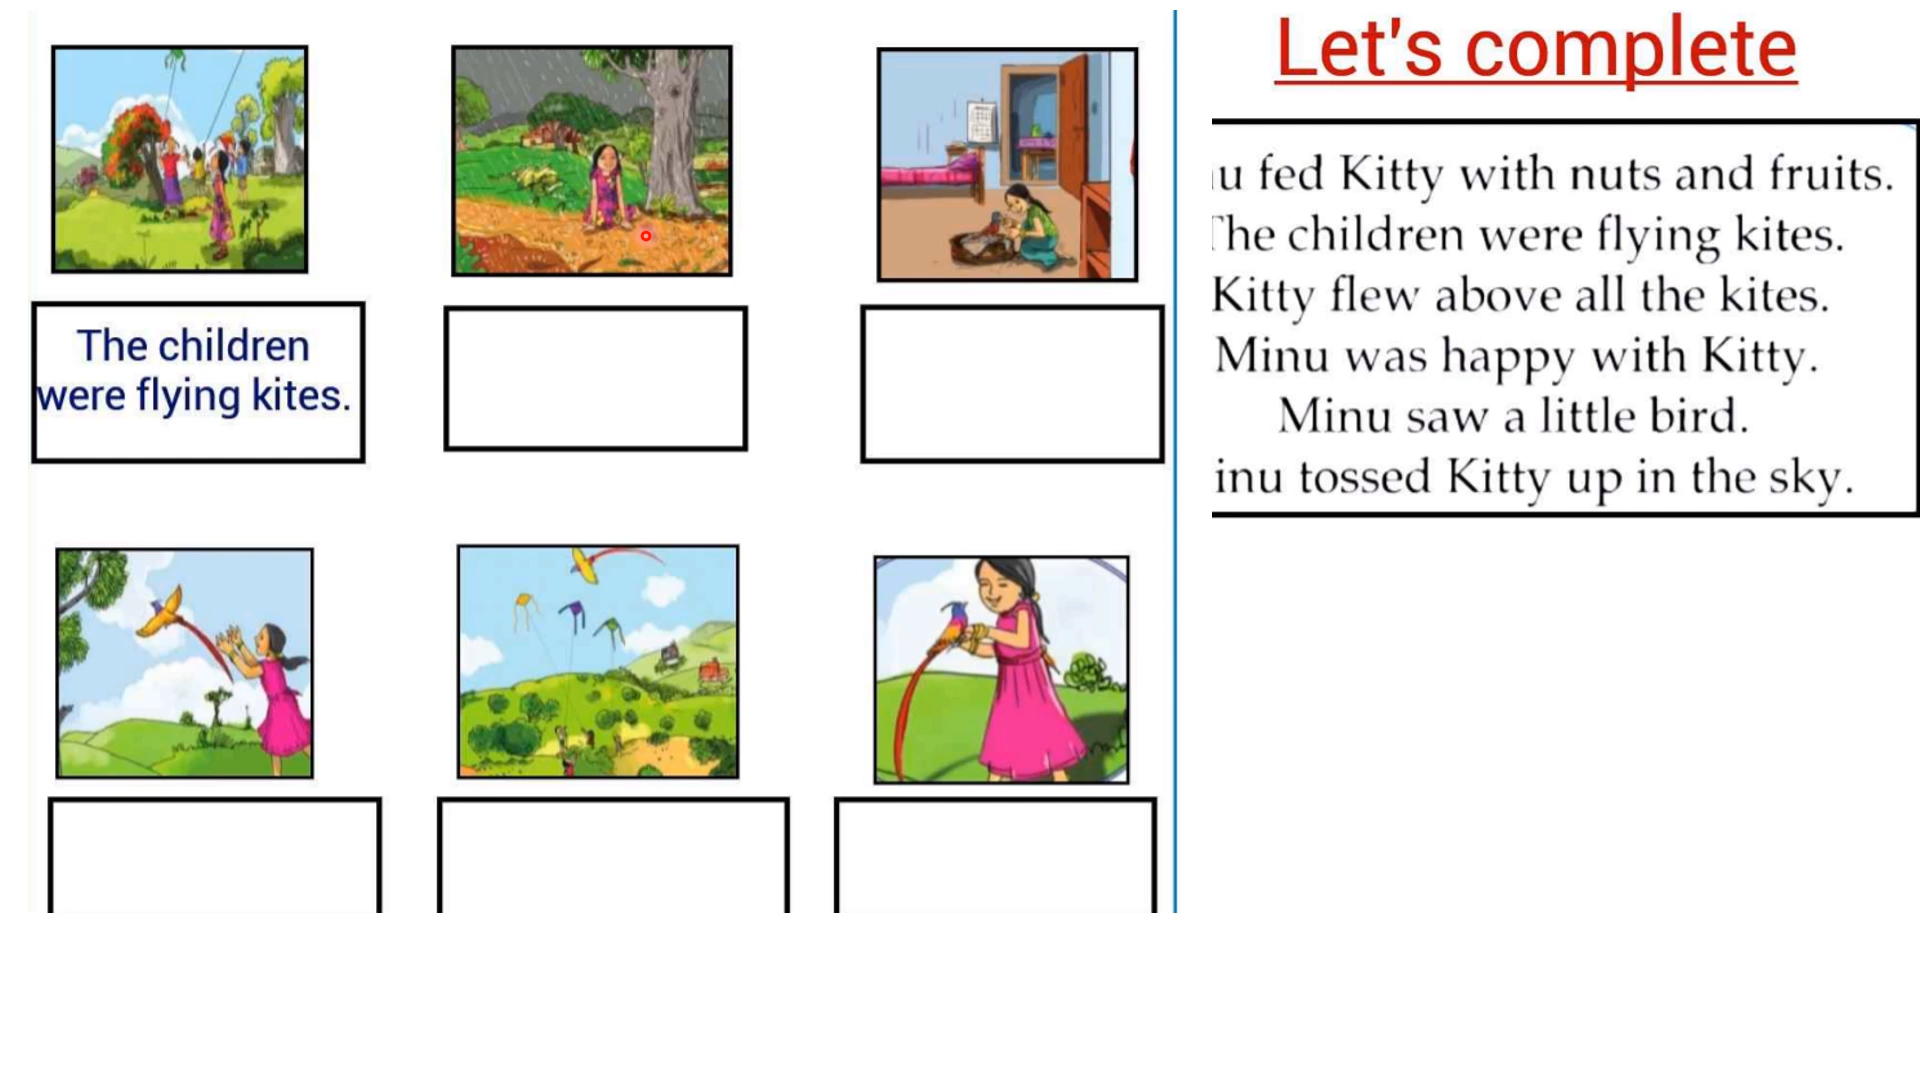 Let's complete
u fed Kitty with nuts and fruits.
The children were flying kites.
Kitty flew above all the kites.
Minu was happy with Kitty.
Minu saw a little bird.
inu tossed Kitty up in the sky.
The children
were flying kites.